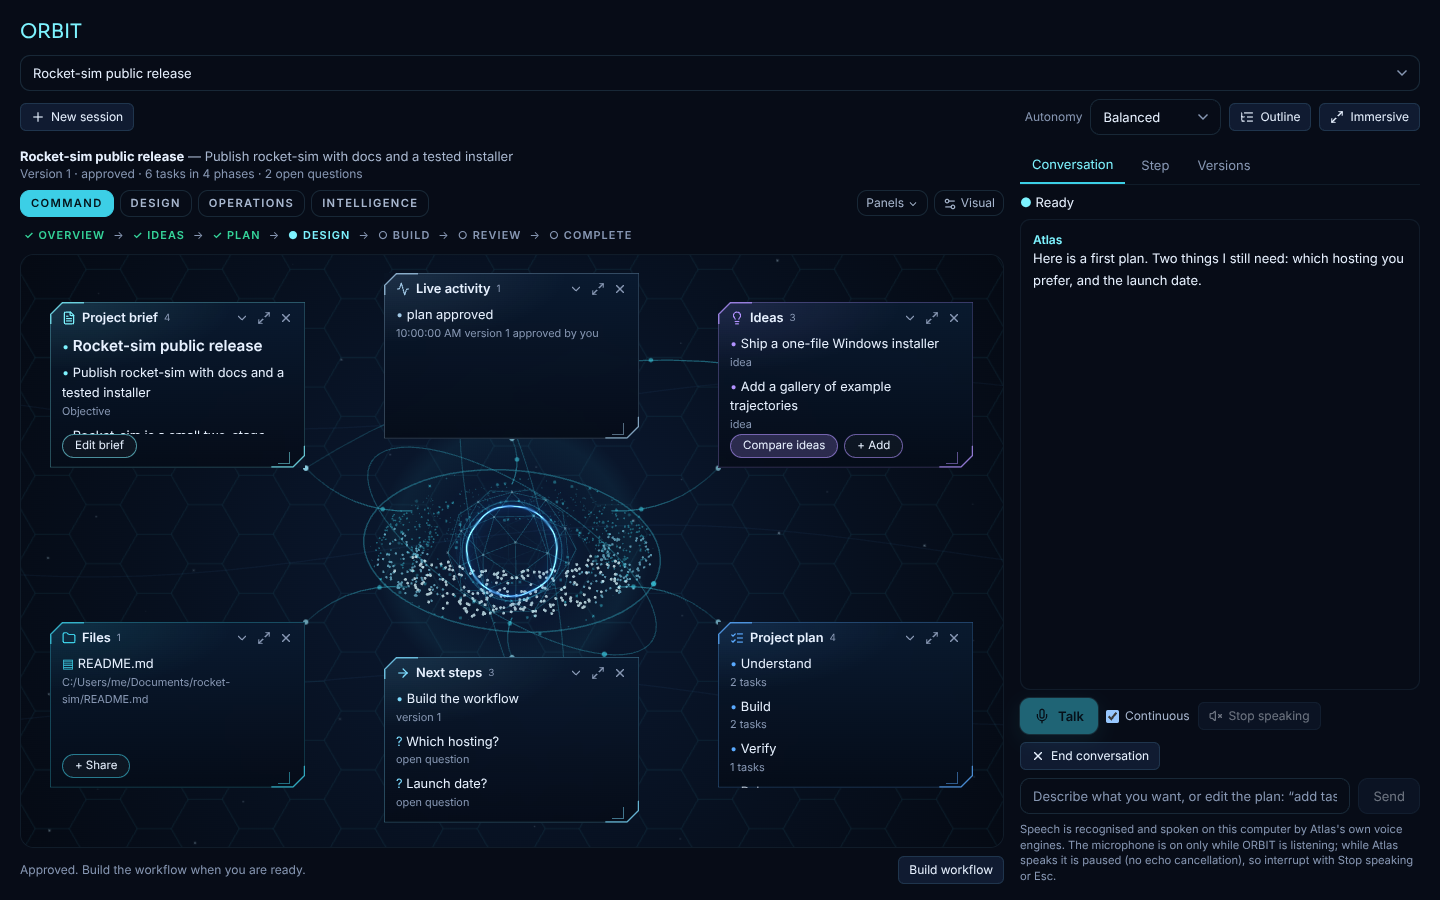 ORBIT
Rocket-sim public release
New session
Autonomy
Balanced
Outline
Immersive
Rocket-sim public release — Publish rocket-sim with docs and a tested installer
Version 1 · approved · 6 tasks in 4 phases · 2 open questions
COMMAND
DESIGN
OPERATIONS
INTELLIGENCE
Panels
Visual
✓ OVERVIEW → ✓ IDEAS → ✓ PLAN → DESIGN → BUILD → REVIEW → COMPLETE
Project brief 4
• Rocket-sim public release
• Publish rocket-sim with docs and a
tested installer
Objective
Edit brief
Live activity 1
• plan approved
10:00:00 AM version 1 approved by you
Ideas 3
• Ship a one-file Windows installer
idea
• Add a gallery of example
trajectories
idea
Compare ideas
+ Add
Files 1
README.md
C:/Users/me/Documents/rocket-
sim/README.md
+ Share
Next steps 3
• Build the workflow
version 1
? Which hosting?
open question
? Launch date?
open question
Project plan 4
• Understand
2 tasks
• Build
2 tasks
• Verify
1 tasks
Approved. Build the workflow when you are ready.
Build workflow
Conversation
Step
Versions
Ready
Atlas
Here is a first plan. Two things I still need: which hosting you
prefer, and the launch date.
Talk
Continuous
Stop speaking
End conversation
Describe what you want, or edit the plan: “add tas
Send
Speech is recognised and spoken on this computer by Atlas's own voice
engines. The microphone is on only while ORBIT is listening; while Atlas
speaks it is paused (no echo cancellation), so interrupt with Stop speaking
or Esc.